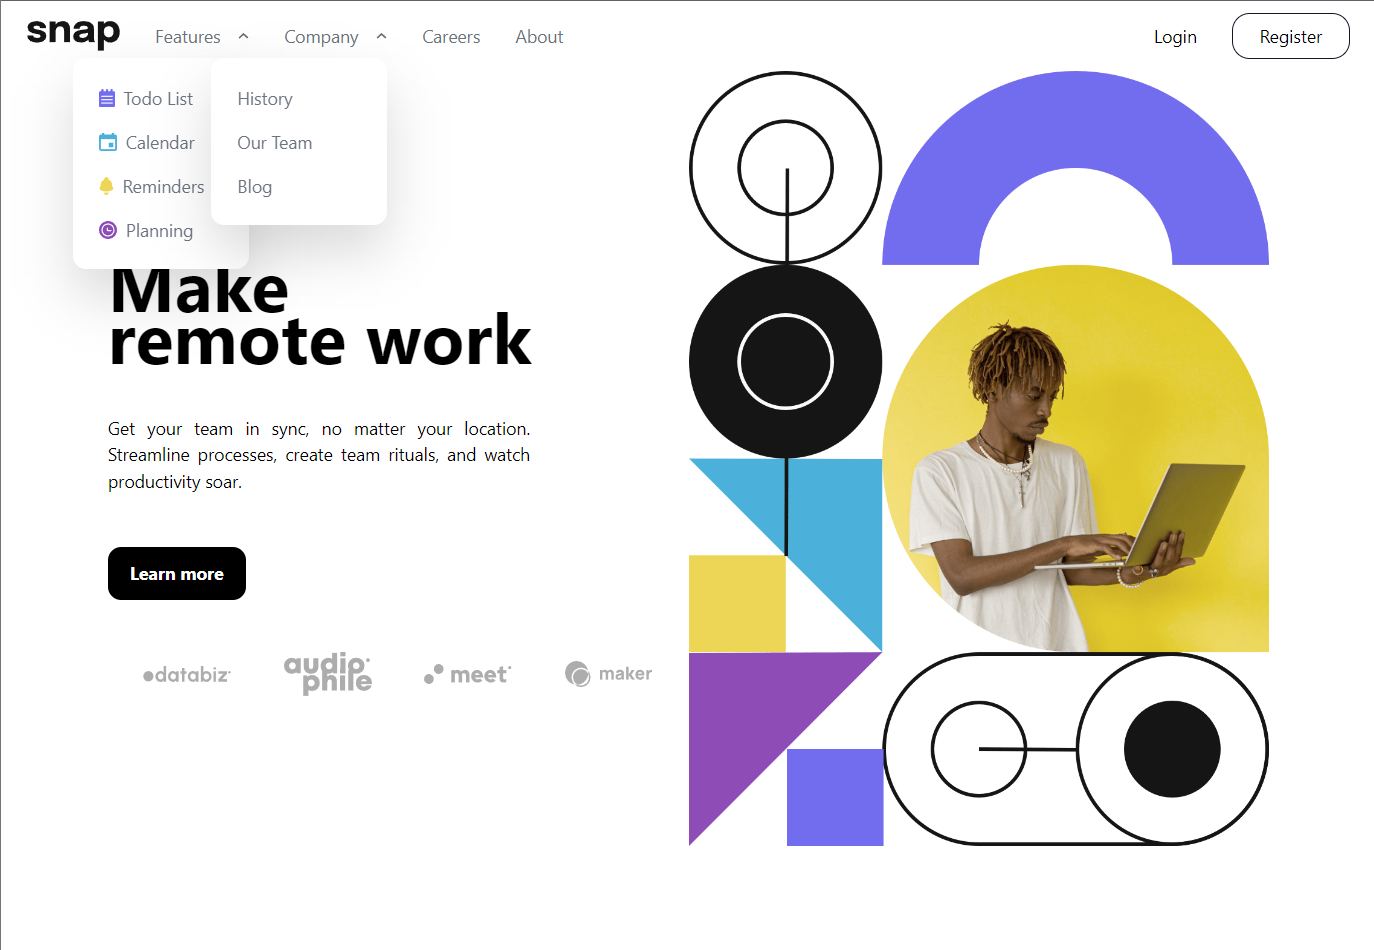 snap Features Company Careers About Login Register
Todo List
Calendar
Reminders
Planning
History
Our Team
Blog
Make
remote work
Get your team in sync, no matter your location.
Streamline processes, create team rituals, and watch
productivity soar.
Learn more
databiz
audiophile
meet
maker